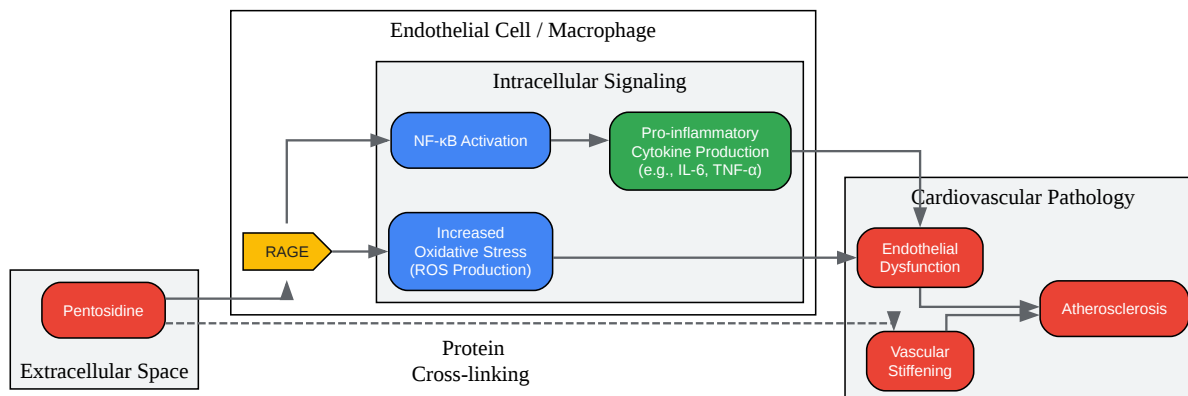 Endothelial Cell / Macrophage
Intracellular Signaling
NF-κB Activation
Pro-inflammatory
Cytokine Production
(e.g., IL-6, TNF-α)
Cardiovascular Pathology
RAGE
Increased
Oxidative Stress
(ROS Production)
Endothelial
Dysfunction
Pentosidine
Atherosclerosis
Protein
Cross-linking
Vascular
Stiffening
Extracellular Space